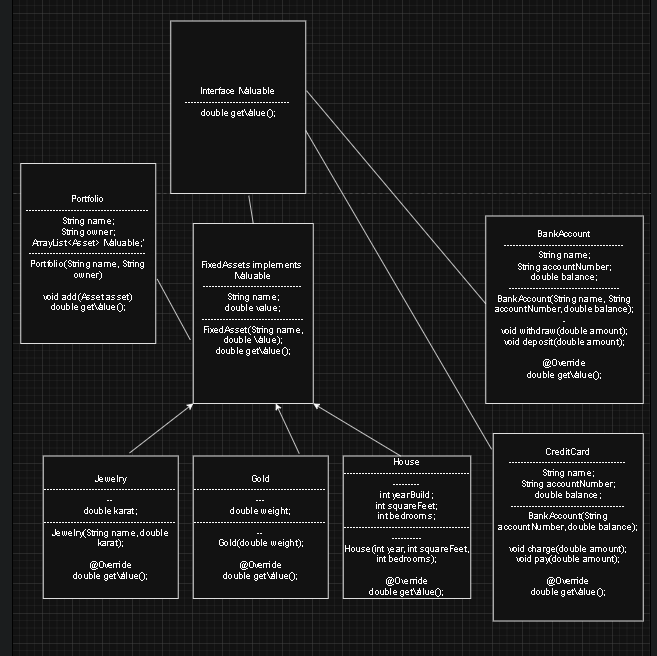 Interface Valuable
------------------------------
double getValue();
Portfolio
------------------------------
String name;
String owner;
ArrayList<Asset> Valuable;'
------------------------------
Portfolio(String name, String
owner)
void add(Asset asset)
double getValue();
FixedAssets implements
Valuable
------------------------------
String name;
double value;
------------------------------
FixedAsset(String name,
double Value);
double getValue();
BankAccount
------------------------------
String name;
String accountNumber;
double balance;
------------------------------
BankAccount(String name, String
accountNumber,double balance);
.
void withdraw(double amount);
void deposit(double amount);
@Override
double getValue();
Jewelry
------------------------------
--
double karat;
------------------------------
Jewelry(String name, double
karat);
@Override
double getValue();
Gold
------------------------------
---
double weight;
------------------------------
--
Gold(double weight);
@Override
double getValue();
House
------------------------------
---------
int yearBuild;
int squareFeet;
int bedrooms;
------------------------------
----------
House(int year, int squareFeet,
int bedrooms);
@Override
double getValue();
CreditCard
------------------------------
String name;
String accountNumber;
double balance;
------------------------------
BankAccount(String
accountNumber,double balance);
void charge(double amount);
void pay(double amount);
@Override
double getValue();